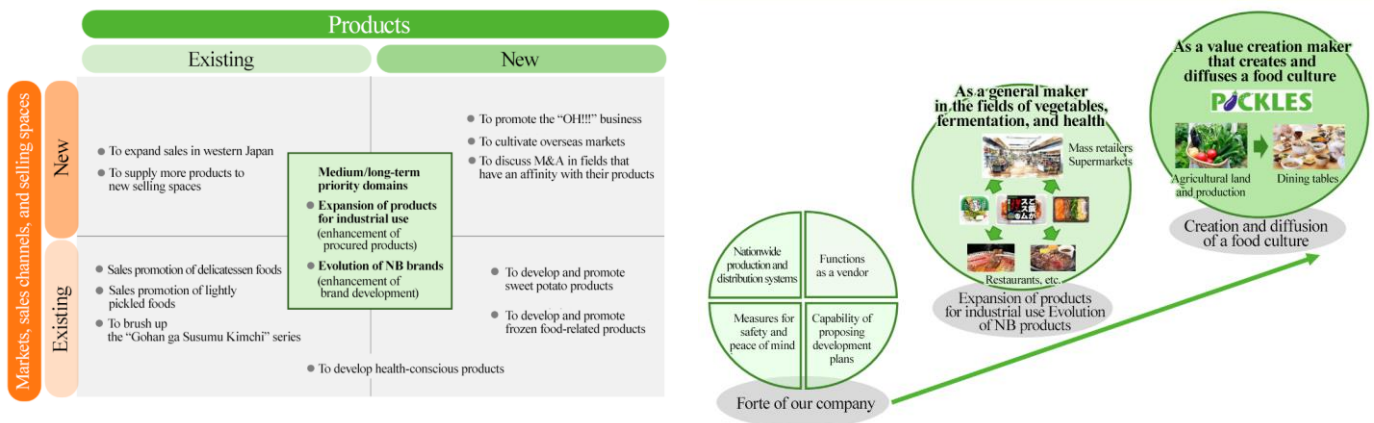 Products
Existing
New
Markets, sales channels, and selling spaces
New
Existing
● To expand sales in western Japan
● To supply more products to
new selling spaces
● To promote the “OH!!!” business
● To cultivate overseas markets
● To discuss M&A in fields that
have an affinity with their products
Medium/long-term
priority domains
● Expansion of products
for industrial use
(enhancement of
procured products)
● Evolution of NB brands
(enhancement of
brand development)
● Sales promotion of delicatessen foods
● Sales promotion of lightly
pickled foods
● To brush up
the “Gohan ga Susumu Kimchi” series
● To develop and promote
sweet potato products
● To develop and promote
frozen food-related products
● To develop health-conscious products
Nationwide
production and
distribution systems
Functions
as a vendor
Measures for
safety and
peace of mind
Capability of
proposing
development
plans
Forte of our company
As a general maker
in the fields of vegetables,
fermentation, and health
Mass retailers
Supermarkets
Restaurants, etc.
Expansion of products
for industrial use Evolution
of NB products
As a value creation maker
that creates and
diffuses a food culture
PICKLES
Agricultural land
and production
Dining tables
Creation and diffusion
of a food culture